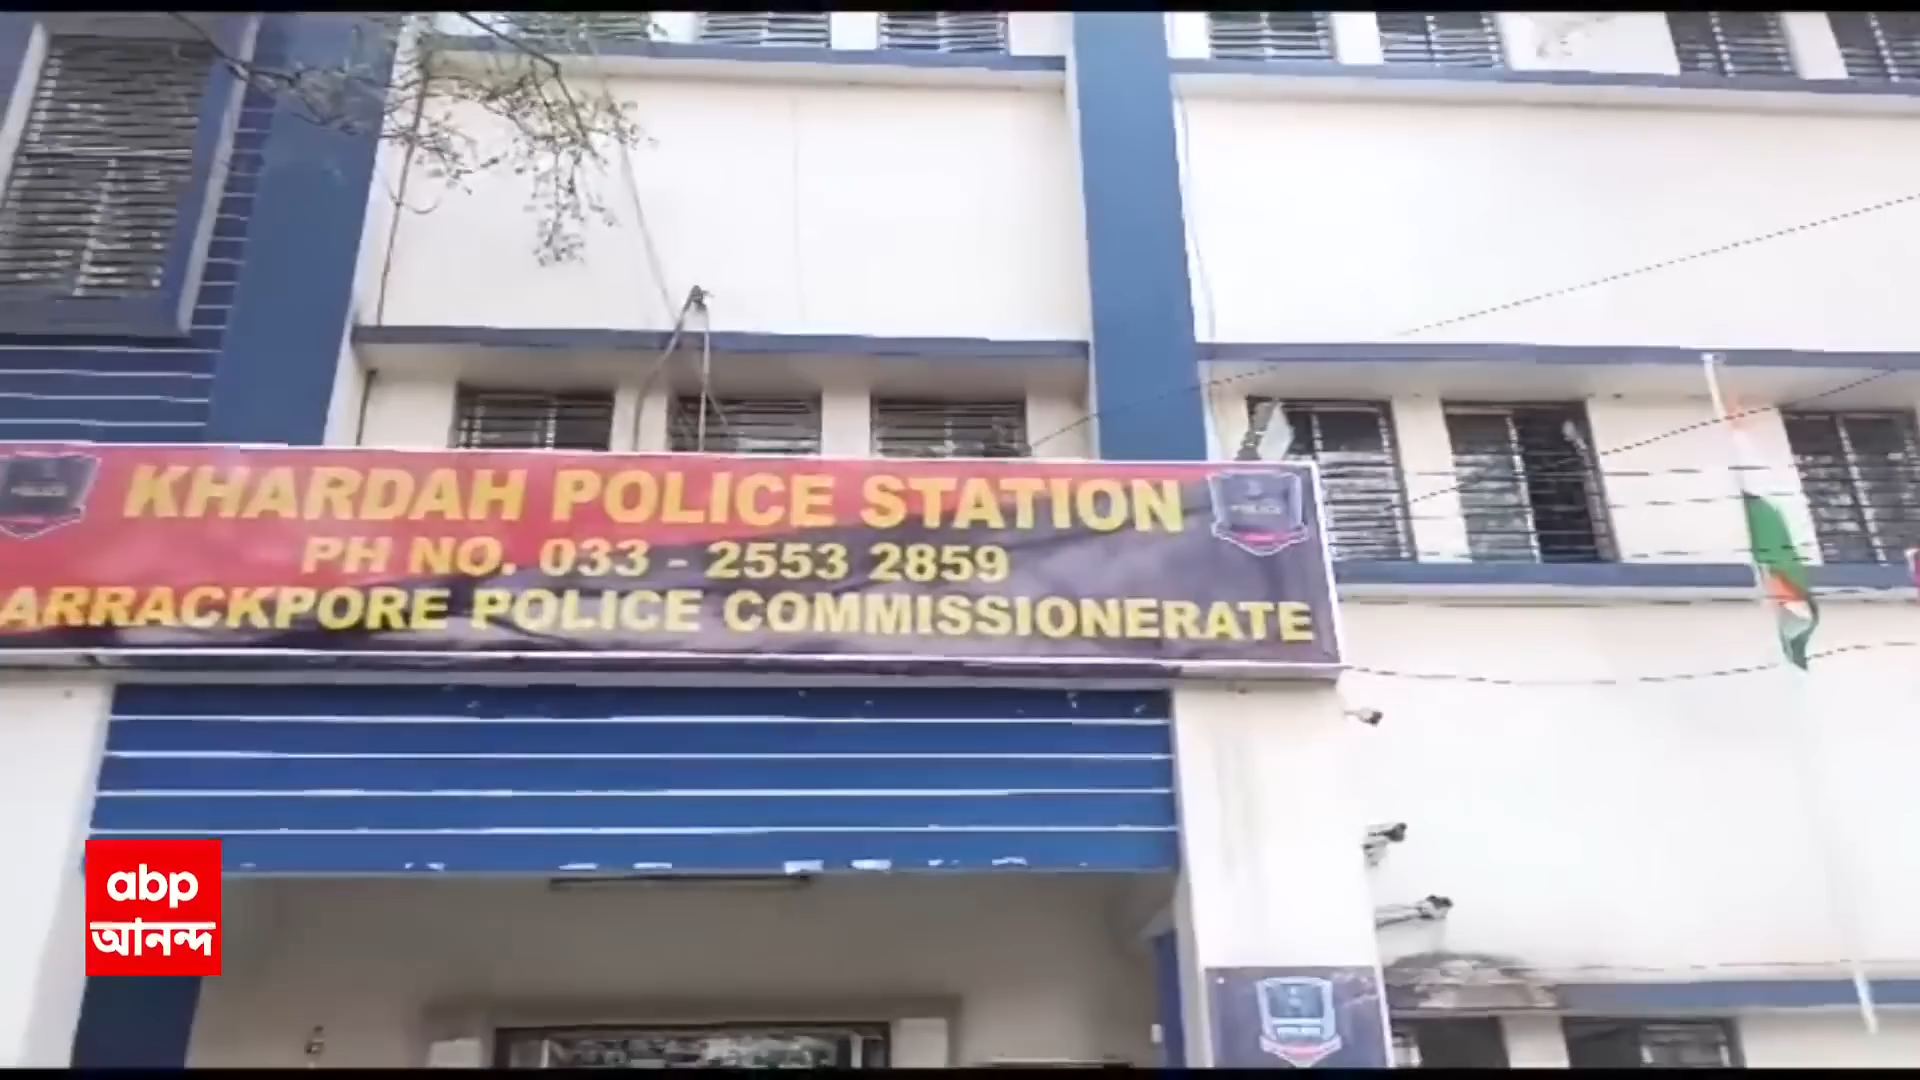 KHARDAH POLICE STATION
PH NO. 033 - 2553 2859
ARRACKPORE POLICE COMMISSIONERATE
abp
আনন্দ